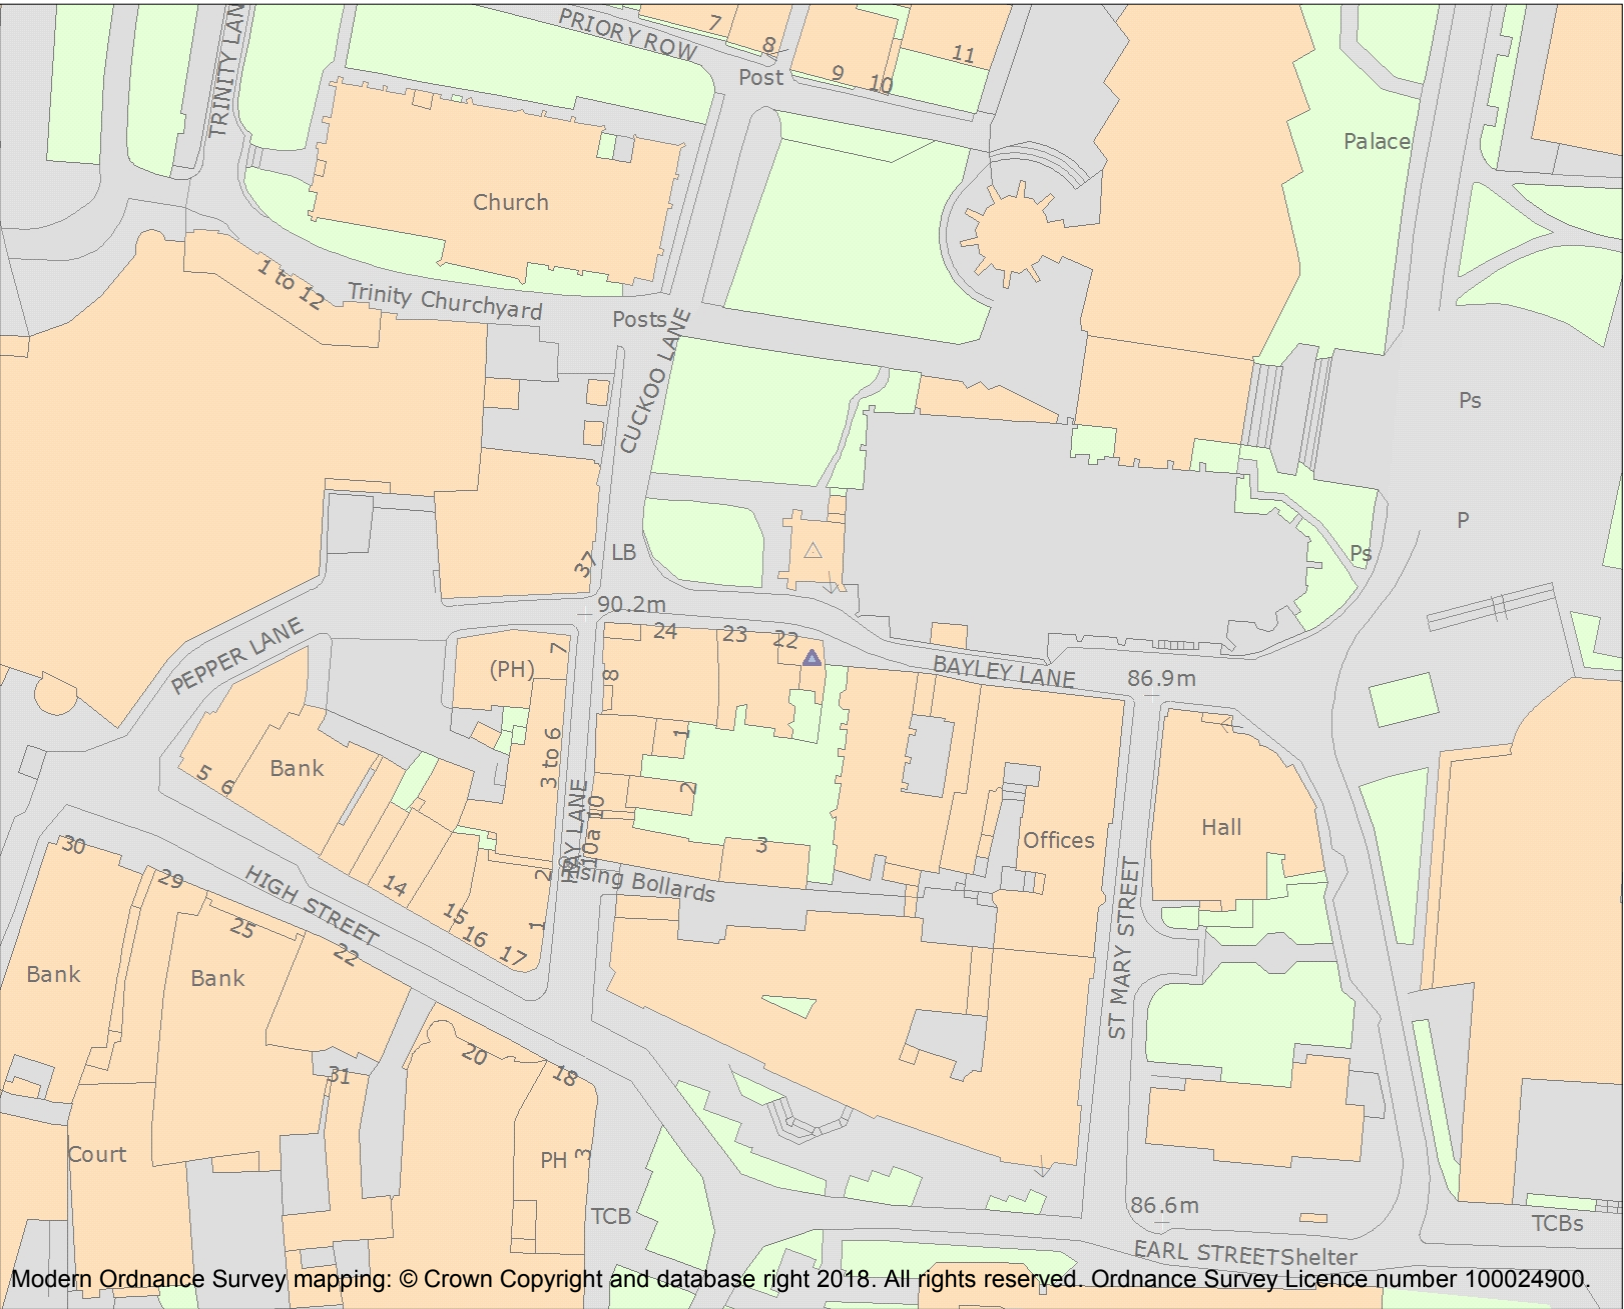 TRINITY LAN
PRIORY ROW
7
8
9
10
11
Post
Palace
Church
1 to 12
Trinity Churchyard
Posts
CUCKOO LANE
Ps
P
Ps
37
LB
90.2m
24
23
22
BAYLEY LANE
86.9m
PEPPER LANE
(PH)
7
8
1
2
3
3 to 6
5
6
Bank
HAY LANE
10a 10
Rising Bollards
Offices
Hall
ST MARY STREET
30
29
25
22
HIGH STREET
14
15
16
17
2
1
Bank
Bank
31
20
18
Court
PH
3
TCB
86.6m
TCBs
EARL STREET
Shelter
Modern Ordnance Survey mapping: © Crown Copyright and database right 2018. All rights reserved. Ordnance Survey Licence number 100024900.